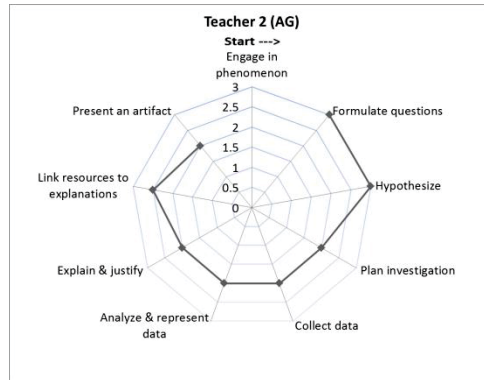 Teacher 2 (AG)
Start --->
Engage in
phenomenon
3
2.5
2
1.5
1
0.5
0
Formulate questions
Hypothesize
Plan investigation
Collect data
Analyze & represent
data
Explain & justify
Link resources to
explanations
Present an artifact